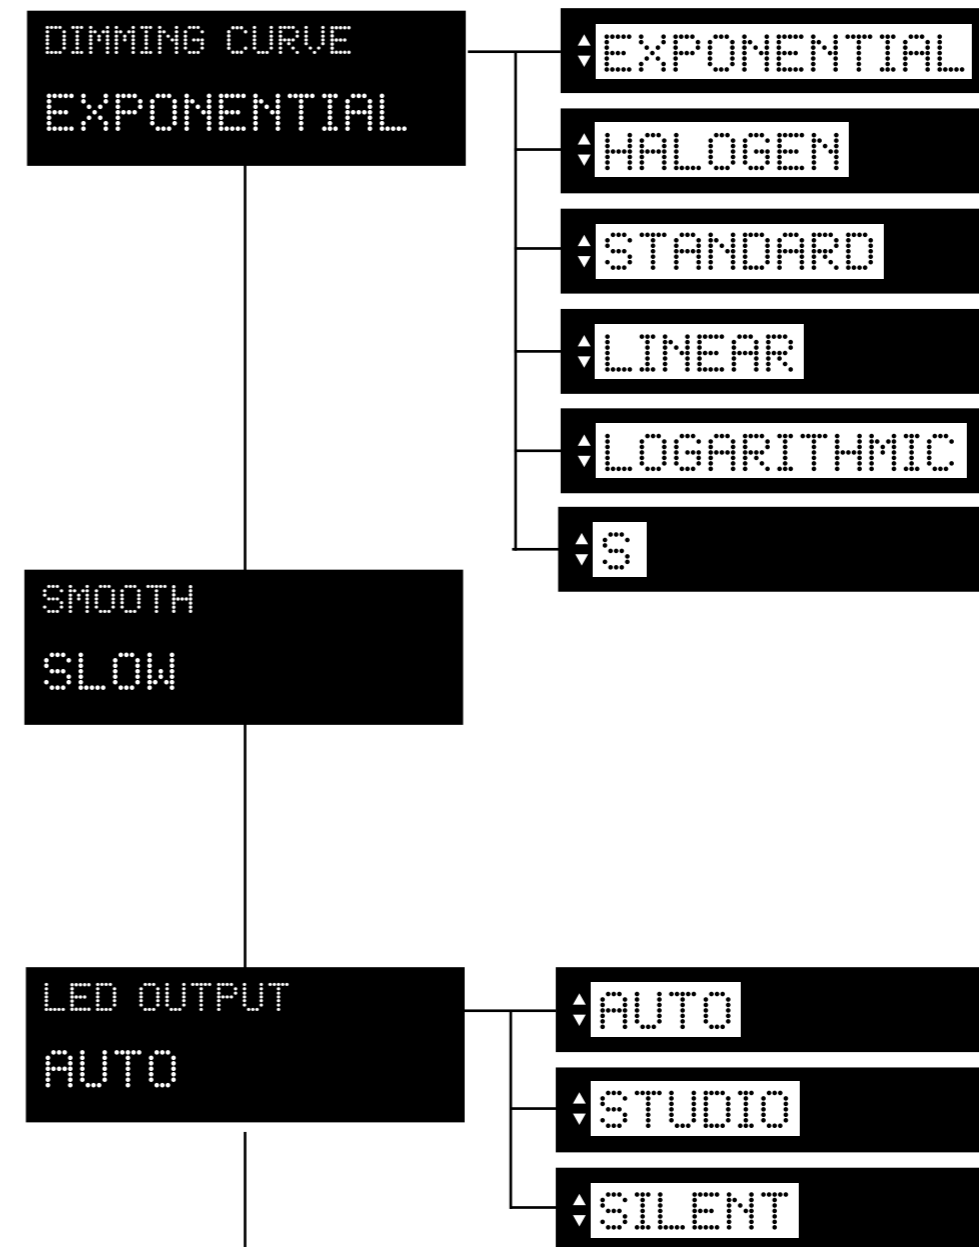 DIMMING CURVE
EXPONENTIAL
EXPONENTIAL
HALOGEN
STANDARD
LINEAR
LOGARITHMIC
S
SMOOTH
SLOW
LED OUTPUT
AUTO
AUTO
STUDIO
SILENT